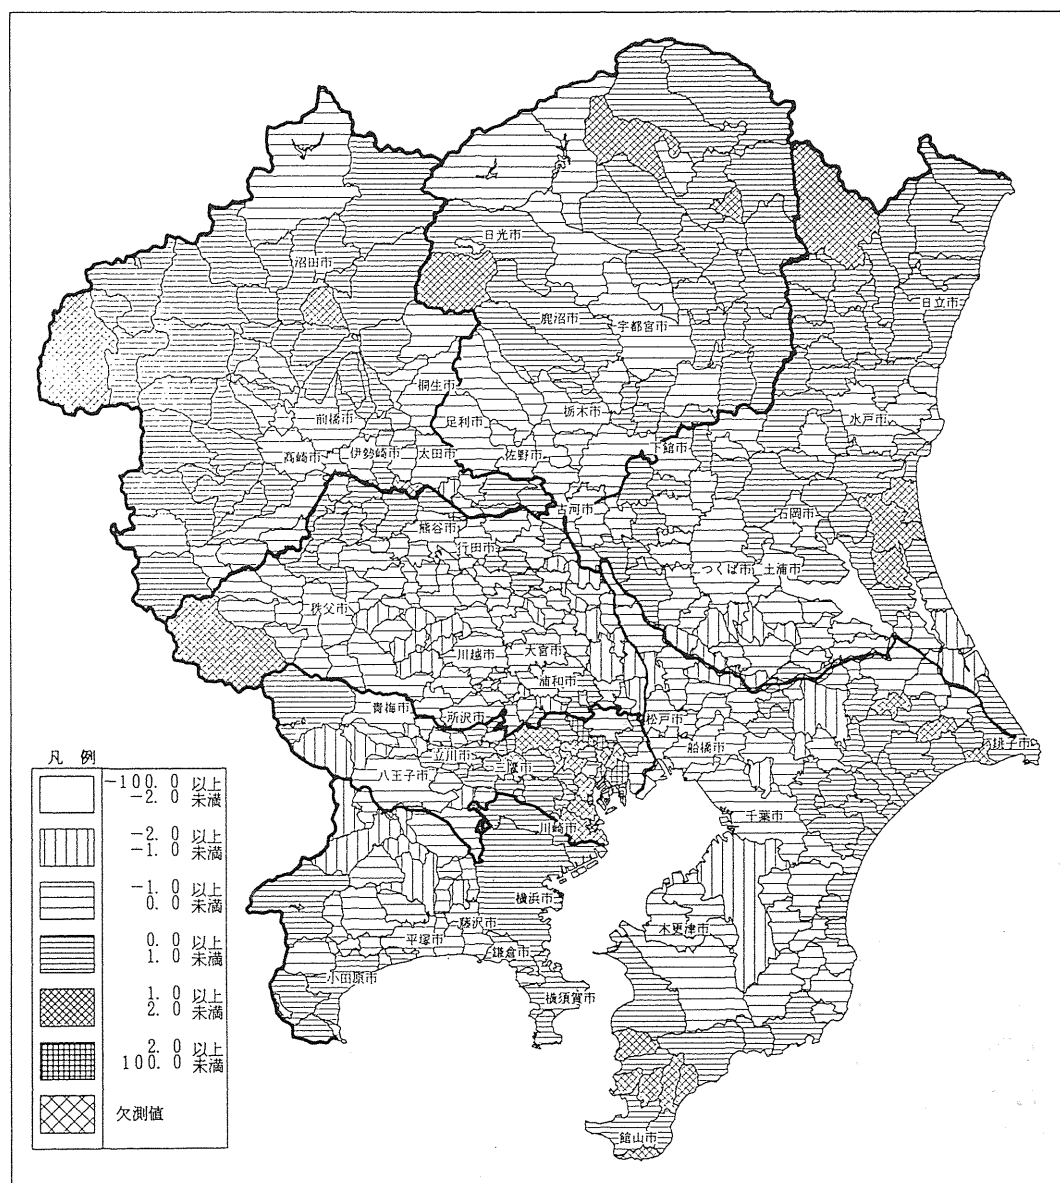 日光市
沼田市
日立市
鹿沼市
宇都宮市
桐生市
前橋市
足利市
栃木市
水戸市
高崎市
伊勢崎市
太田市
佐野市
下館市
古河市
石岡市
熊谷市
行田市
つくば市
土浦市
秩父市
川越市
大宮市
浦和市
青梅市
所沢市
松戸市
船橋市
銚子市
立川市
三鷹市
八王子市
千葉市
川崎市
横浜市
藤沢市
木更津市
平塚市
鎌倉市
小田原市
横須賀市
館山市
凡 例
-100.0 以上
-2.0 未満
-2.0 以上
-1.0 未満
-1.0 以上
0.0 未満
0.0 以上
1.0 未満
1.0 以上
2.0 未満
2.0 以上
100.0 未満
欠測値